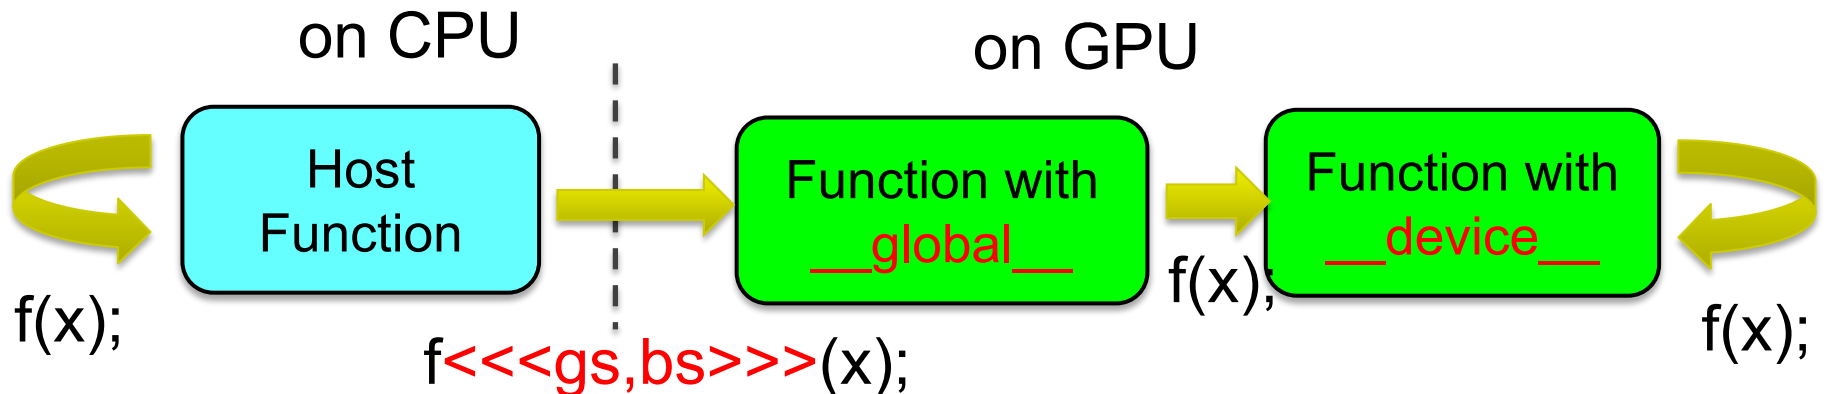 on CPU
on GPU
Host
Function
Function with
__global__
Function with
__device__
f(x);
f<<<gs,bs>>>(x);
f(x);
f(x);